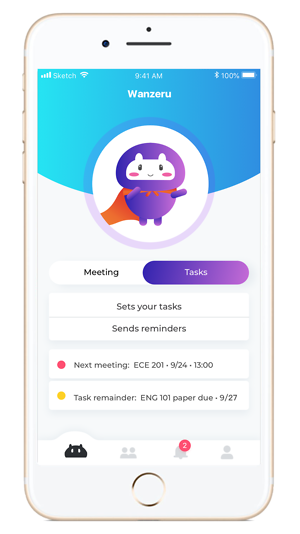 Sketch 9:41 AM 100%
Wanzeru
Meeting Tasks
Sets your tasks
Sends reminders
Next meeting: ECE 201 • 9/24 • 13:00
Task remainder: ENG 101 paper due • 9/27
2